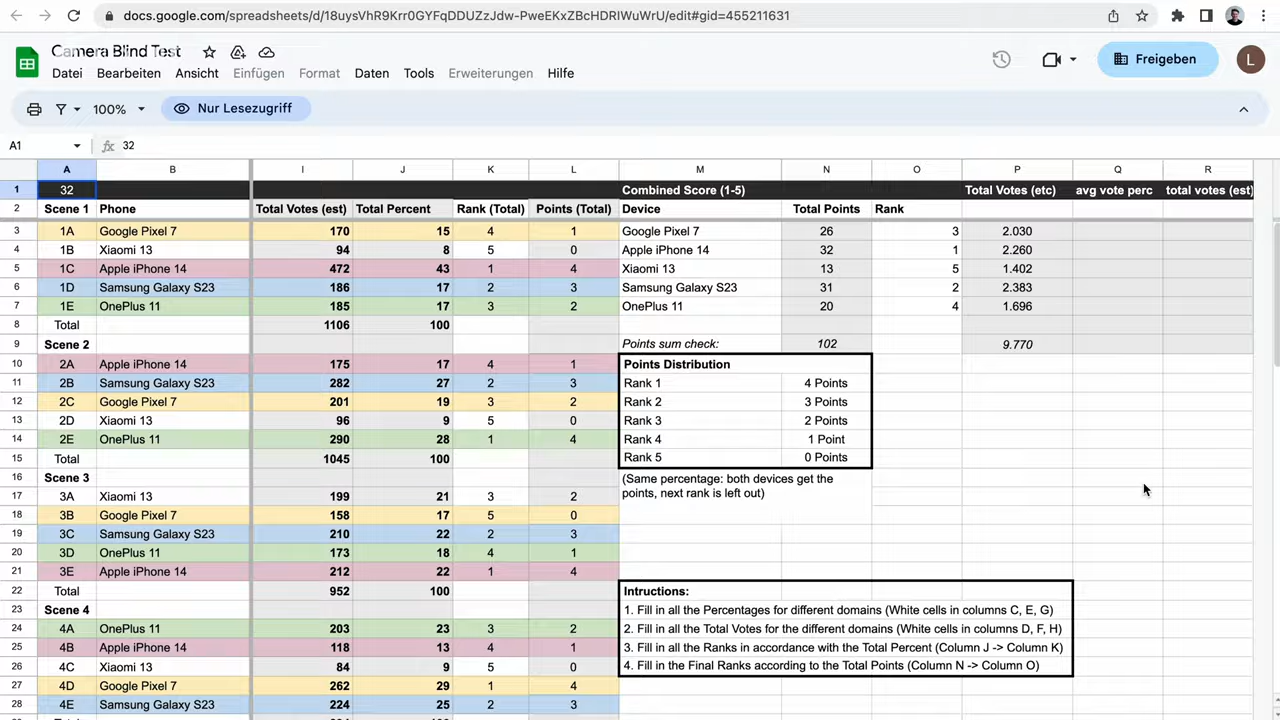 docs.google.com/spreadsheets/d/18uysVhR9Krr0GYFqDDUZzJdw-PweEKxZBcHDRIWuWrU/edit#gid=455211631
Camera Blind Test
Datei Bearbeiten Ansicht Einfügen Format Daten Tools Erweiterungen Hilfe
Freigeben L
100% Nur Lesezugriff
A1 fx 32
A B I J K L M N O P Q R
1 32 Combined Score (1-5) Total Votes (etc) avg vote perc total votes (est)
2 Scene 1 Phone Total Votes (est) Total Percent Rank (Total) Points (Total) Device Total Points Rank
3 1A Google Pixel 7 170 15 4 1 Google Pixel 7 26 3 2.030
4 1B Xiaomi 13 94 8 5 0 Apple iPhone 14 32 1 2.260
5 1C Apple iPhone 14 472 43 1 4 Xiaomi 13 13 5 1.402
6 1D Samsung Galaxy S23 186 17 2 3 Samsung Galaxy S23 31 2 2.383
7 1E OnePlus 11 185 17 3 2 OnePlus 11 20 4 1.696
8 Total 1106 100
9 Scene 2 Points sum check: 102 9.770
10 2A Apple iPhone 14 175 17 4 1 Points Distribution
11 2B Samsung Galaxy S23 282 27 2 3 Rank 1 4 Points
12 2C Google Pixel 7 201 19 3 2 Rank 2 3 Points
13 2D Xiaomi 13 96 9 5 0 Rank 3 2 Points
14 2E OnePlus 11 290 28 1 4 Rank 4 1 Point
15 Total 1045 100 Rank 5 0 Points
16 Scene 3 (Same percentage: both devices get the
points, next rank is left out)
17 3A Xiaomi 13 199 21 3 2
18 3B Google Pixel 7 158 17 5 0
19 3C Samsung Galaxy S23 210 22 2 3
20 3D OnePlus 11 173 18 4 1
21 3E Apple iPhone 14 212 22 1 4
22 Total 952 100 Intructions:
23 Scene 4 1. Fill in all the Percentages for different domains (White cells in columns C, E, G)
24 4A OnePlus 11 203 23 3 2 2. Fill in all the Total Votes for the different domains (White cells in columns D, F, H)
25 4B Apple iPhone 14 118 13 4 1 3. Fill in all the Ranks in accordance with the Total Percent (Column J -> Column K)
26 4C Xiaomi 13 84 9 5 0 4. Fill in the Final Ranks according to the Total Points (Column N -> Column O)
27 4D Google Pixel 7 262 29 1 4
28 4E Samsung Galaxy S23 224 25 2 3